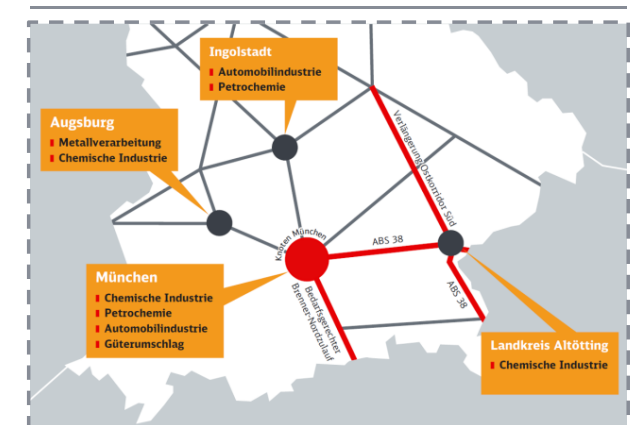 Ingolstadt
Automobilindustrie
Petrochemie
Augsburg
Metallverarbeitung
Chemische Industrie
Verlängerung Ostkorridor Süd
Knoten München
ABS 38
München
Chemische Industrie
Petrochemie
Automobilindustrie
Güterumschlag
Bedarfsgerechter
Brenner-Nordzulauf
ABS 38
Landkreis Altötting
Chemische Industrie